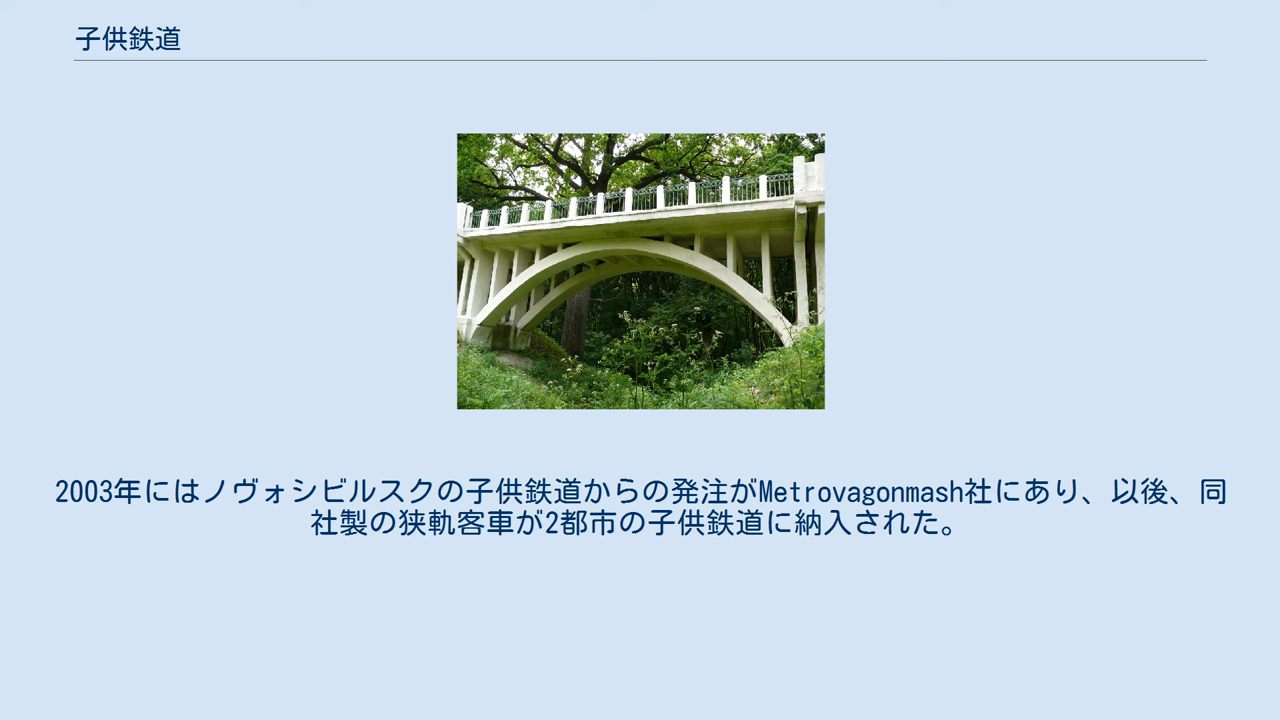 子供鉄道
2003年にはノヴォシビルスクの子供鉄道からの発注がMetrovagonmash社にあり、以後、同
社製の狭軌客車が2都市の子供鉄道に納入された。